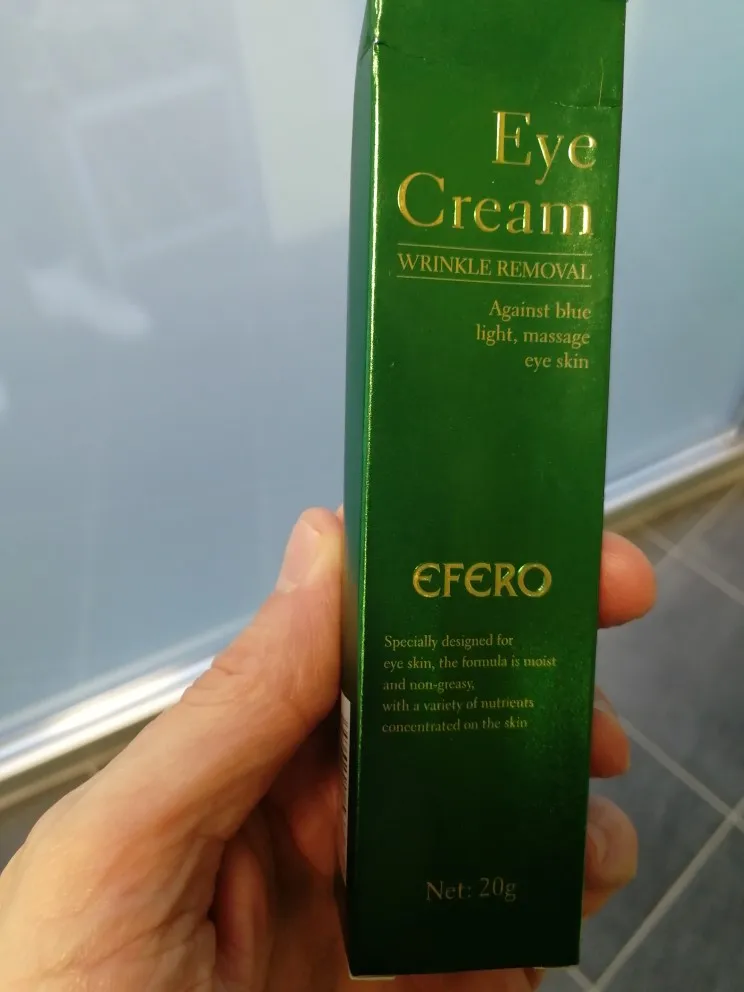 Eye
Cream
WRINKLE REMOVAL
Against blue
light, massage
eye skin
EFERO
Specially designed for
eye skin, the formula is moist
and non-greasy,
with a variety of nutrients
concentrated on the skin
Net: 20g